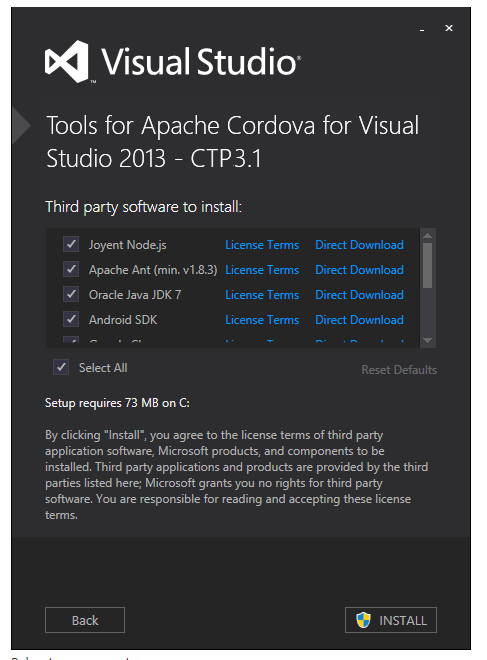 Visual Studio
Tools for Apache Cordova for Visual
Studio 2013 - CTP3.1
Third party software to install:
Joyent Node.js License Terms Direct Download
Apache Ant (min. v1.8.3) License Terms Direct Download
Oracle Java JDK 7 License Terms Direct Download
Android SDK License Terms Direct Download
Select All Reset Defaults
Setup requires 73 MB on C:
By clicking "Install", you agree to the license terms of third party
application software, Microsoft products, and components to be
installed. Third party applications and products are provided by the third
parties listed here; Microsoft grants you no rights for third party
software. You are responsible for reading and accepting these license
terms.
Back INSTALL